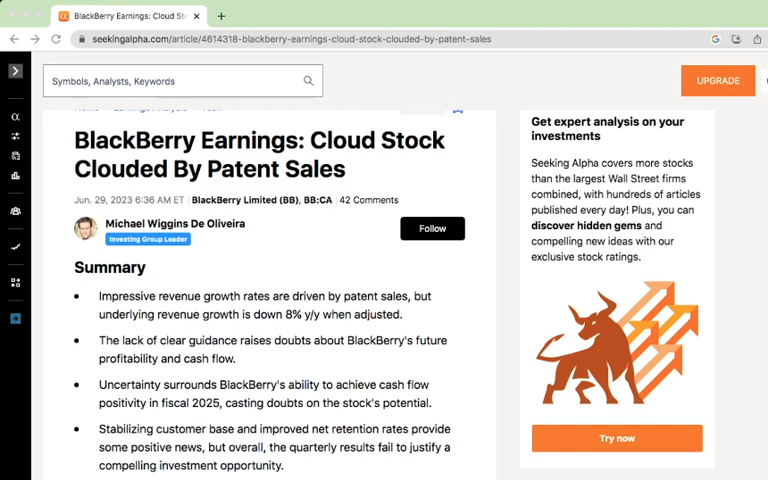 BlackBerry Earnings: Cloud Sto
seekingalpha.com/article/4614318-blackberry-earnings-cloud-stock-clouded-by-patent-sales
Symbols, Analysts, Keywords
UPGRADE
BlackBerry Earnings: Cloud Stock
Clouded By Patent Sales
Jun. 29, 2023 6:36 AM ET | BlackBerry Limited (BB), BB:CA | 42 Comments
Michael Wiggins De Oliveira
Investing Group Leader
Follow
Summary
Impressive revenue growth rates are driven by patent sales, but
underlying revenue growth is down 8% y/y when adjusted.
The lack of clear guidance raises doubts about BlackBerry's future
profitability and cash flow.
Uncertainty surrounds BlackBerry's ability to achieve cash flow
positivity in fiscal 2025, casting doubts on the stock's potential.
Stabilizing customer base and improved net retention rates provide
some positive news, but overall, the quarterly results fail to justify a
compelling investment opportunity.
Get expert analysis on your
investments
Seeking Alpha covers more stocks
than the largest Wall Street firms
combined, with hundreds of articles
published every day! Plus, you can
discover hidden gems and
compelling new ideas with our
exclusive stock ratings.
Try now